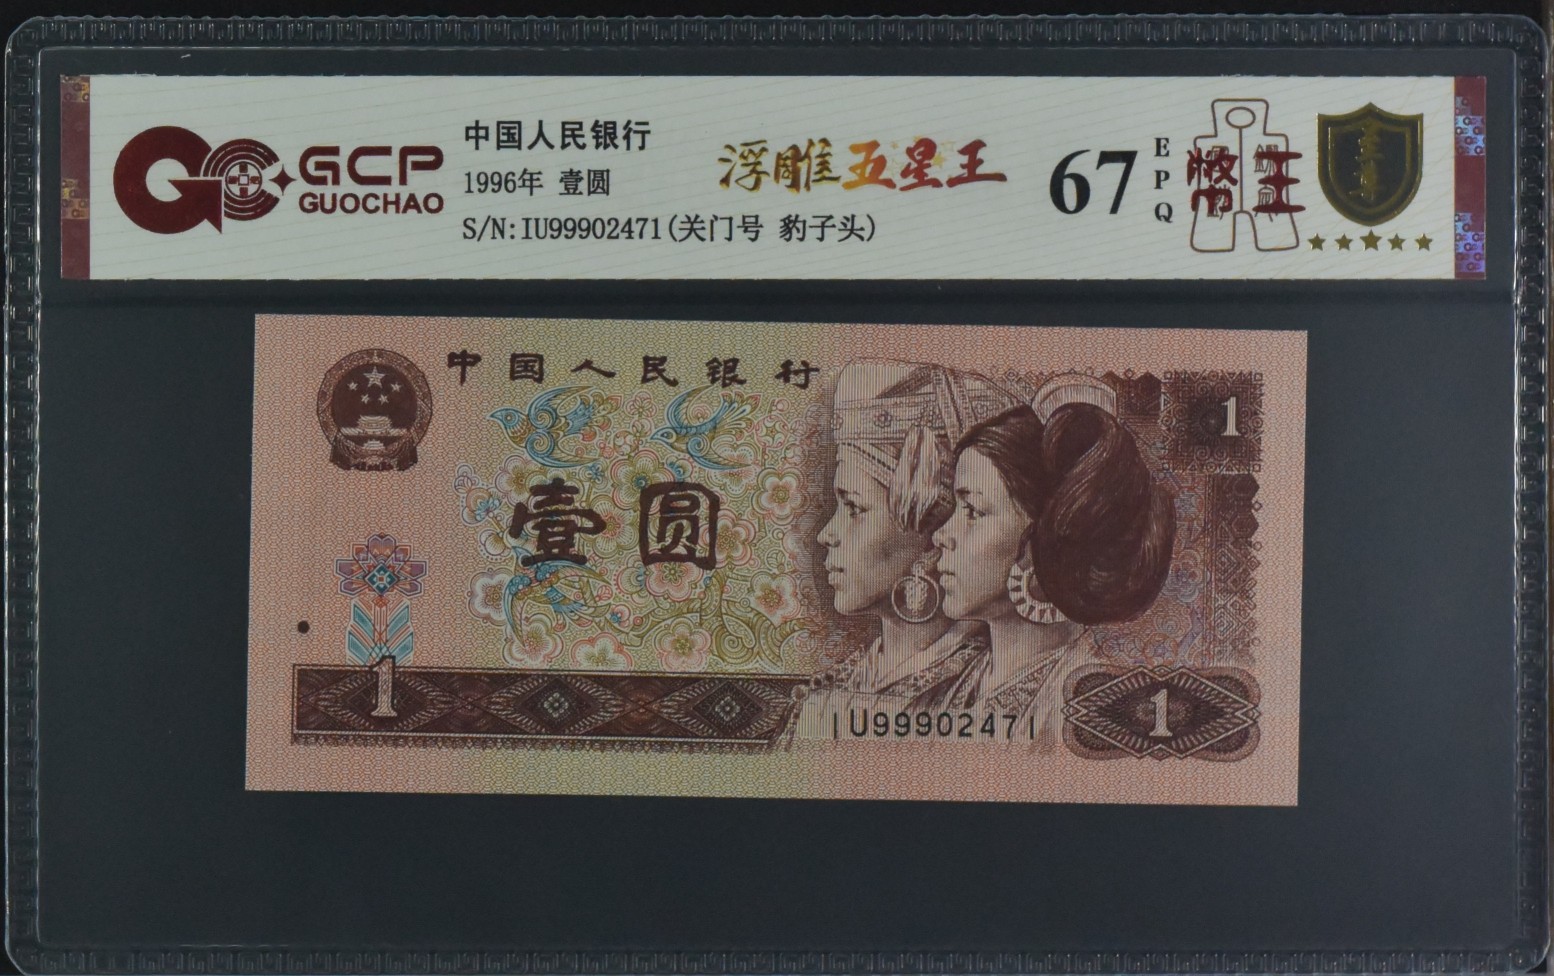 GCP
GUOCHAO
中国人民银行
1996年 壹圆
S/N:IU99902471(关门号 豹子头)
浮雕五星王
67
EPQ
中国人民银行
1
壹圆
1
IU99902471
1